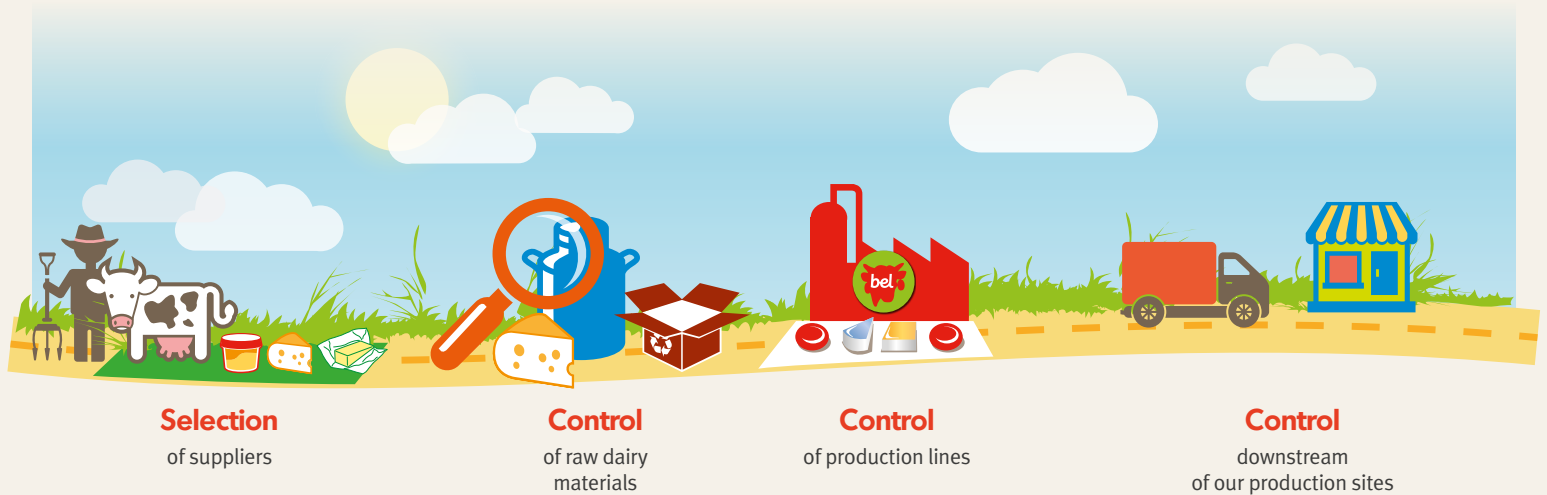 bel
Selection
of suppliers
Control
of raw dairy
materials
Control
of production lines
Control
downstream
of our production sites